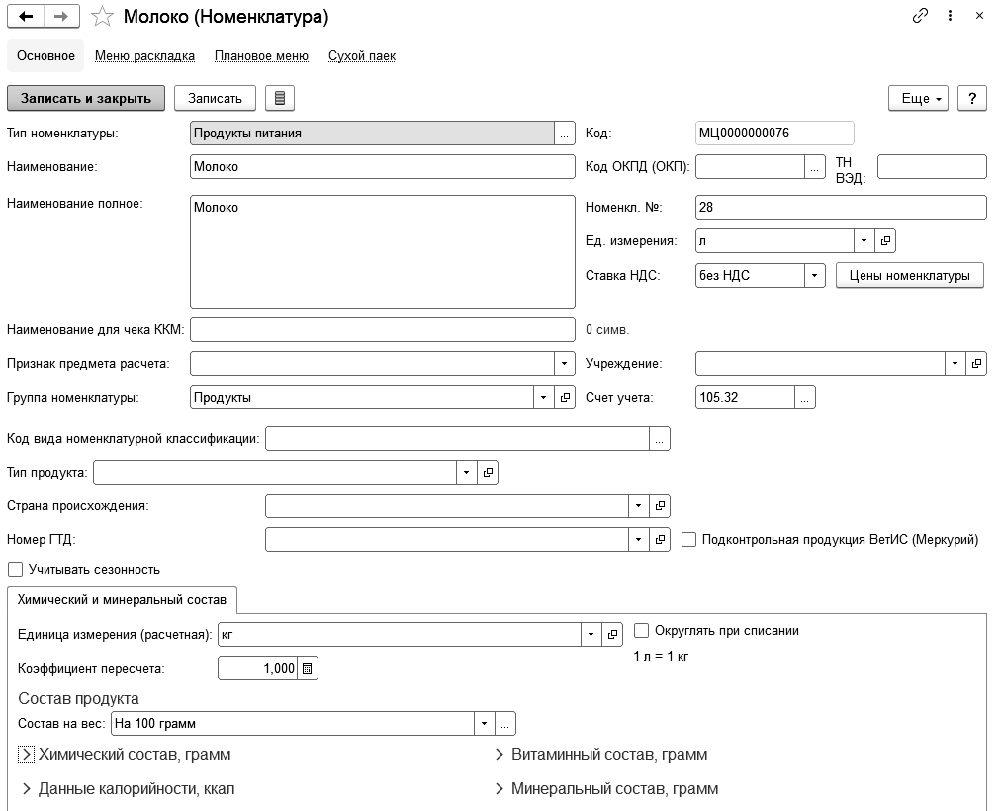 Молоко (Номенклатура)
Основное Меню раскладка Плановое меню Сухой паек
Записать и закрыть Записать Еще ?
Тип номенклатуры: Продукты питания ... Код: МЦ0000000076
Наименование: Молоко Код ОКПД (ОКП): ... ТН ВЭД:
Наименование полное: Молоко Номенкл. №: 28
Ед. измерения: л
Ставка НДС: без НДС Цены номенклатуры
Наименование для чека ККМ: 0 симв.
Признак предмета расчета: Учреждение:
Группа номенклатуры: Продукты Счет учета: 105.32 ...
Код вида номенклатурной классификации: ...
Тип продукта:
Страна происхождения:
Номер ГТД: Подконтрольная продукция ВетИС (Меркурий)
Учитывать сезонность
Химический и минеральный состав
Единица измерения (расчетная): кг Округлять при списании
1 л = 1 кг
Коэффициент пересчета: 1,000
Состав продукта
Состав на вес: На 100 грамм ...
Химический состав, грамм Витаминный состав, грамм
Данные калорийности, ккал Минеральный состав, грамм